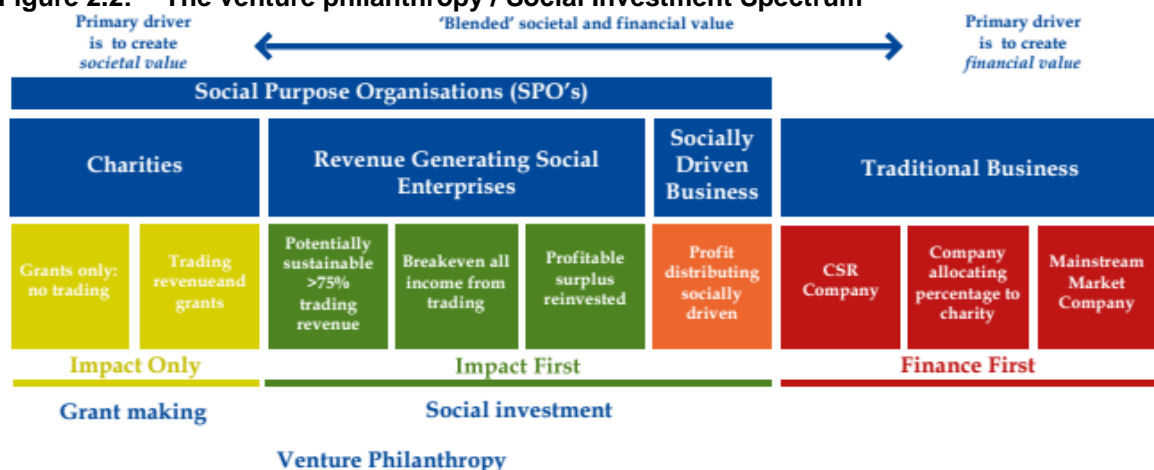 Figure 2.2. The venture philanthropy / Social Investment Spectrum
Primary driver
is to create
societal value
'Blended' societal and financial value
Primary driver
is to create
financial value
Social Purpose Organisations (SPO's)
Charities
Revenue Generating Social
Enterprises
Socially
Driven
Business
Traditional Business
Grants only:
no trading
Trading
revenueand
grants
Potentially
sustainable
>75%
trading
revenue
Breakeven all
income from
trading
Profitable
surplus
reinvested
Profit
distributing
socially
driven
CSR
Company
Company
allocating
percentage to
charity
Mainstream
Market
Company
Impact Only
Impact First
Finance First
Grant making
Social investment
Venture Philanthropy